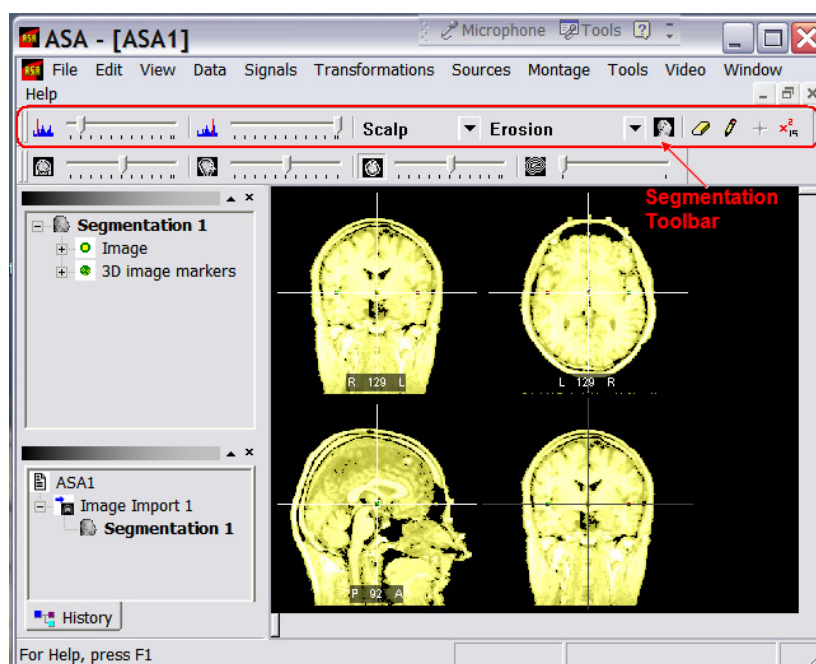 ASA - [ASA1]
Microphone Tools
File Edit View Data Signals Transformations Sources Montage Tools Video Window
Help
Scalp Erosion
Segmentation
Toolbar
Segmentation 1
Image
3D image markers
R 129 L
L 129 R
ASA1
Image Import 1
Segmentation 1
P 92 A
History
For Help, press F1